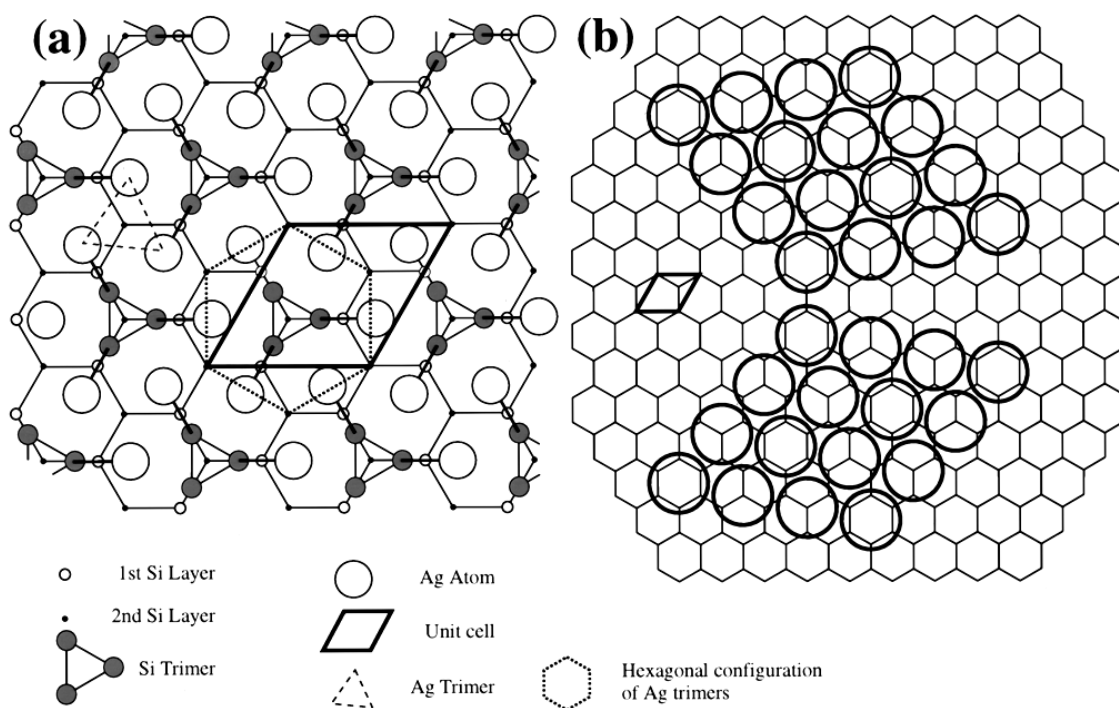 (a)
(b)
1st Si Layer
2nd Si Layer
Si Trimer
Ag Atom
Unit cell
Ag Trimer
Hexagonal configuration
of Ag trimers